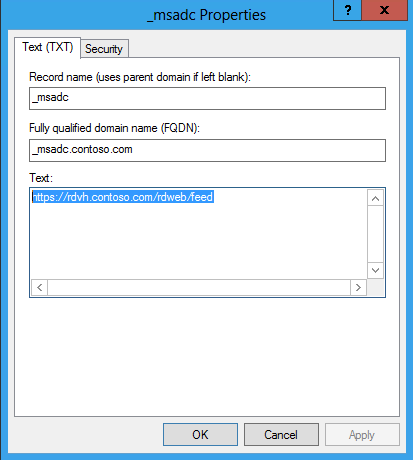 _msadc Properties
?
x
Text (TXT)
Security
Record name (uses parent domain if left blank):
_msadc
Fully qualified domain name (FQDN):
_msadc.contoso.com
Text:
https://rdvh.contoso.com/rdweb/feed
OK
Cancel
Apply